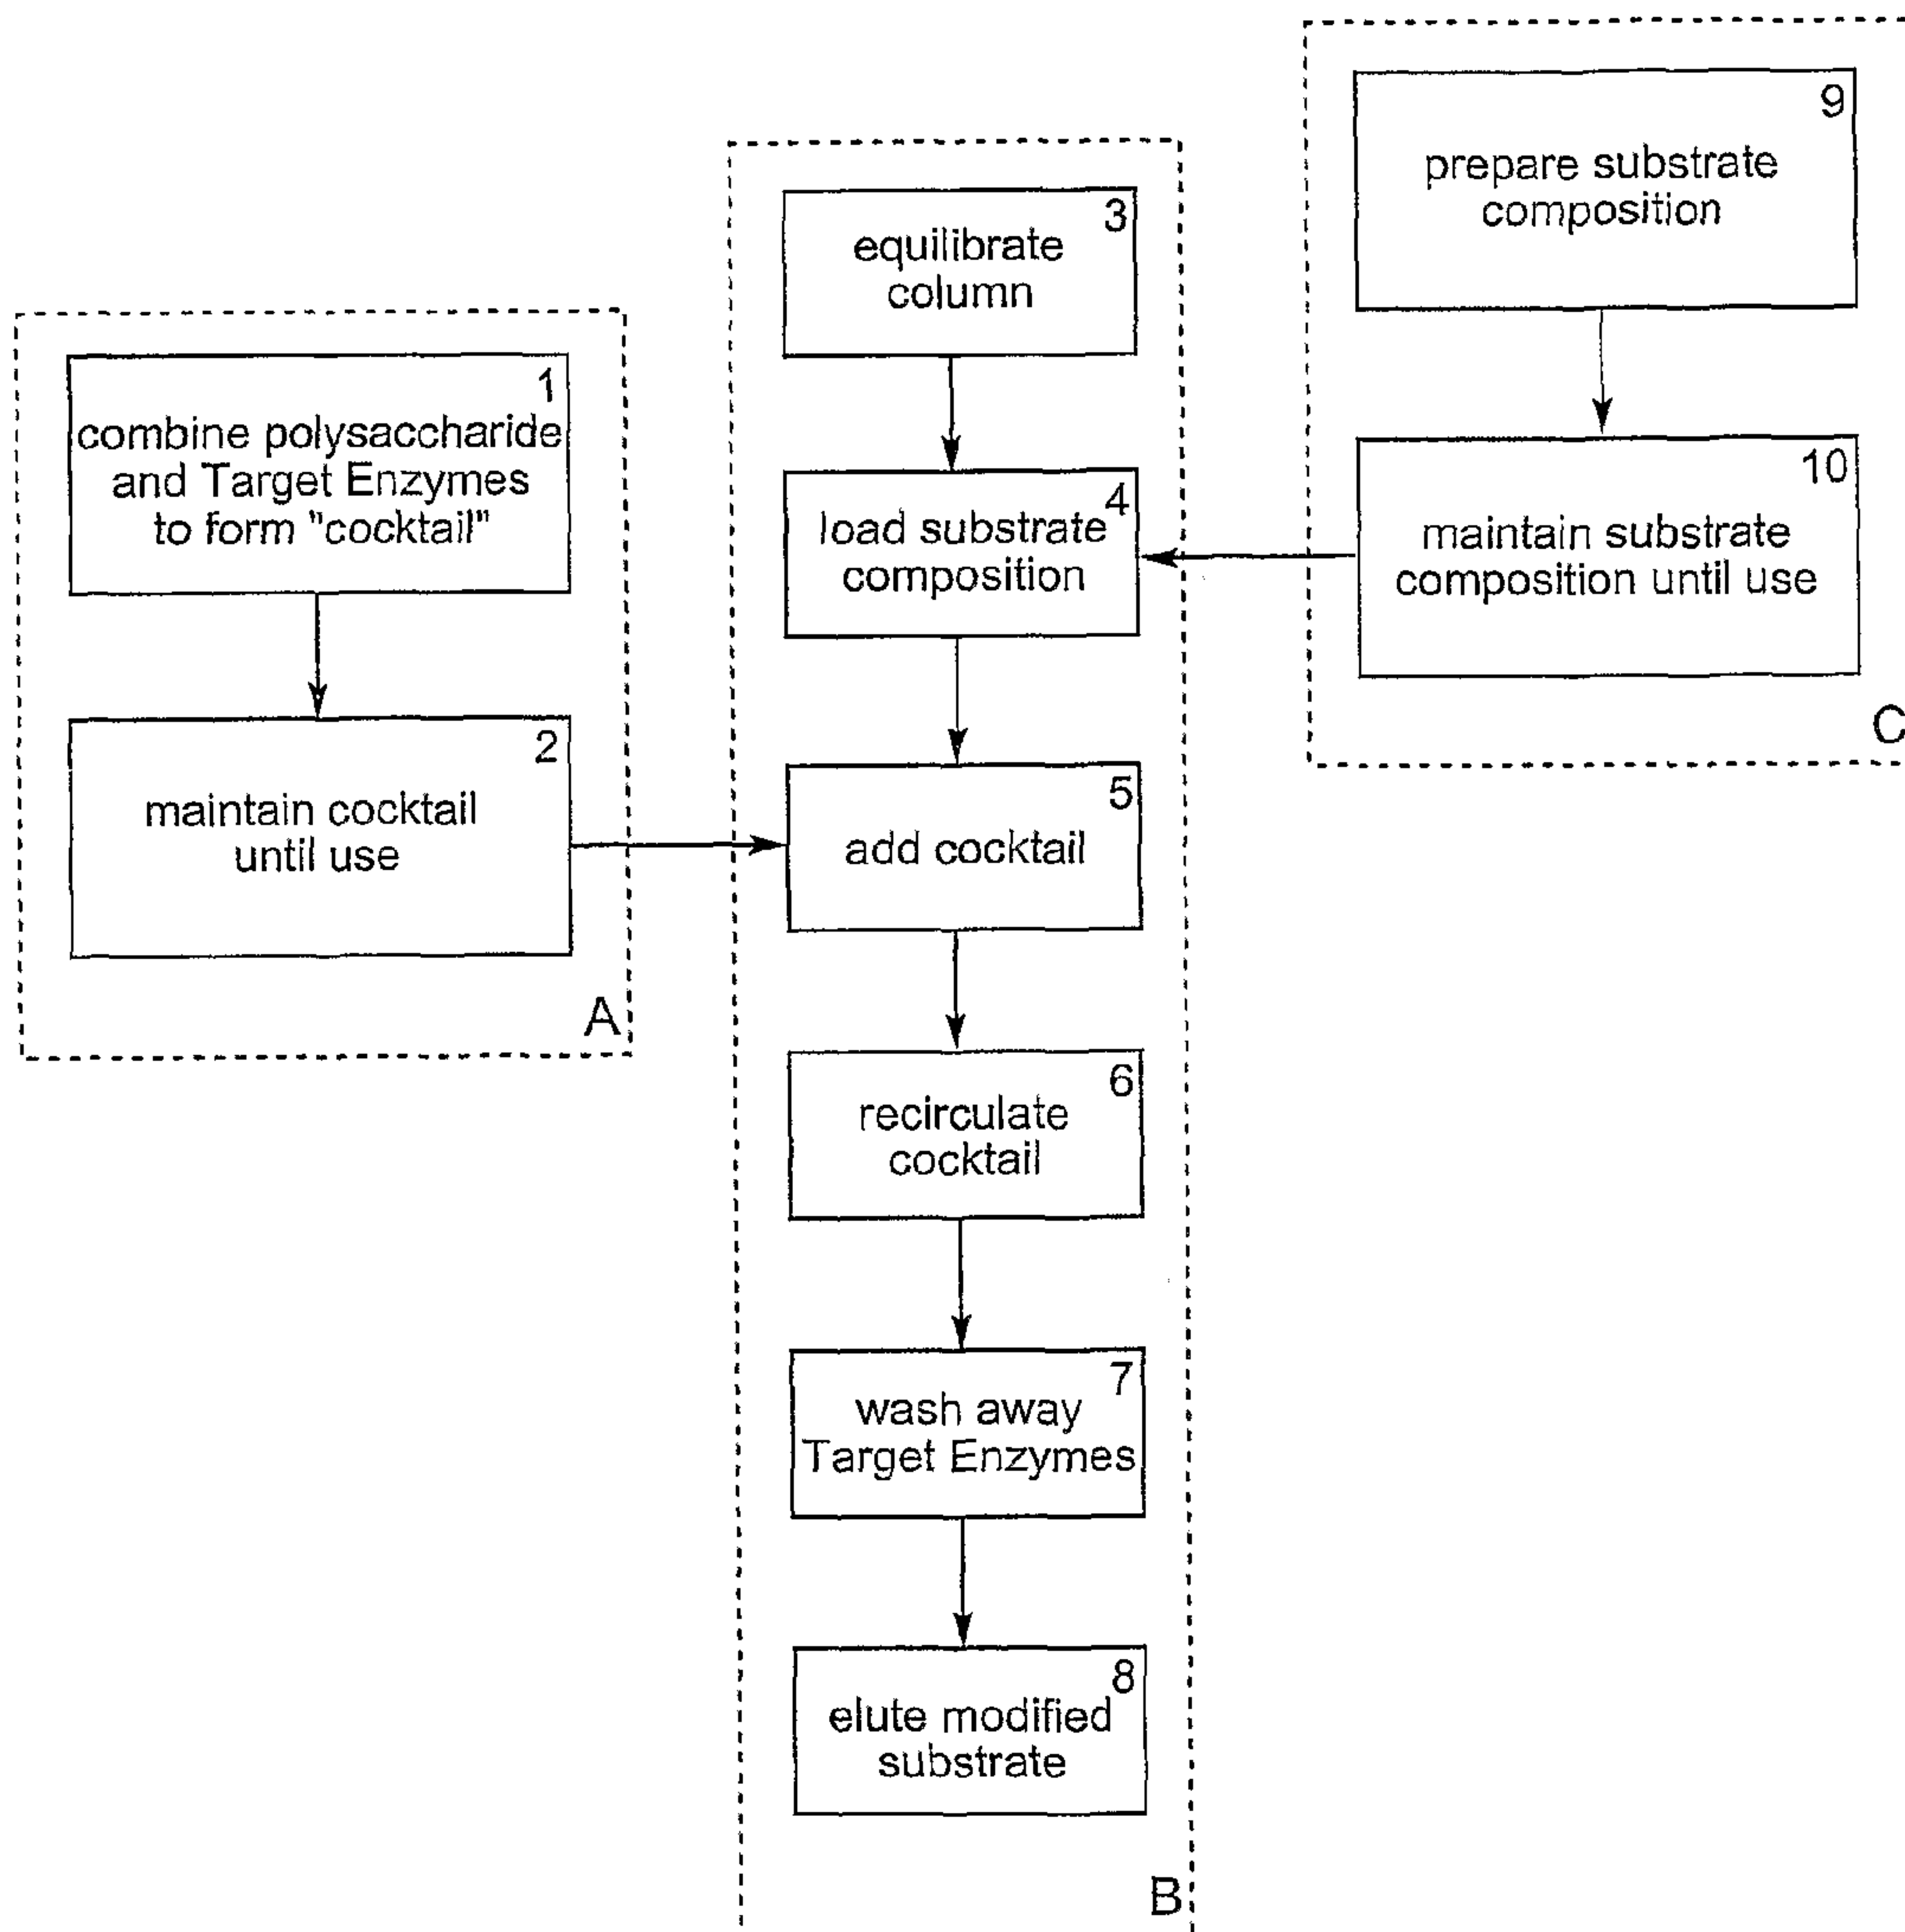 1
combine polysaccharide
and Target Enzymes
to form "cocktail"
2
maintain cocktail
until use
A
3
equilibrate
column
4
load substrate
composition
5
add cocktail
6
recirculate
cocktail
7
wash away
Target Enzymes
8
elute modified
substrate
B
9
prepare substrate
composition
10
maintain substrate
composition until use
C